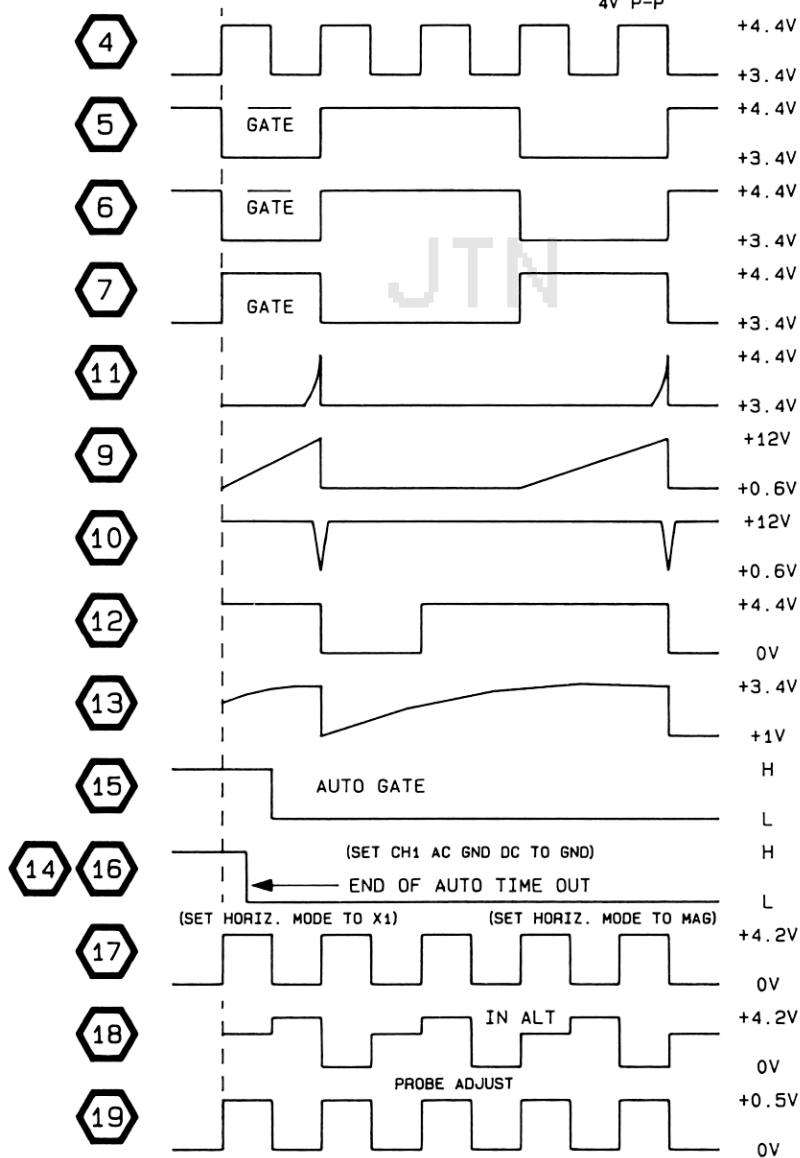 4V P-P
4 +4.4V
+3.4V
5 GATE +4.4V
+3.4V
6 GATE +4.4V
+3.4V
JTN
7 GATE +4.4V
+3.4V
11 +4.4V
+3.4V
9 +12V
+0.6V
10 +12V
+0.6V
12 +4.4V
0V
13 +3.4V
+1V
15 AUTO GATE H
L
14 16 (SET CH1 AC GND DC TO GND) H
END OF AUTO TIME OUT
L
(SET HORIZ. MODE TO X1) (SET HORIZ. MODE TO MAG)
17 +4.2V
0V
18 IN ALT +4.2V
0V
PROBE ADJUST
19 +0.5V
0V